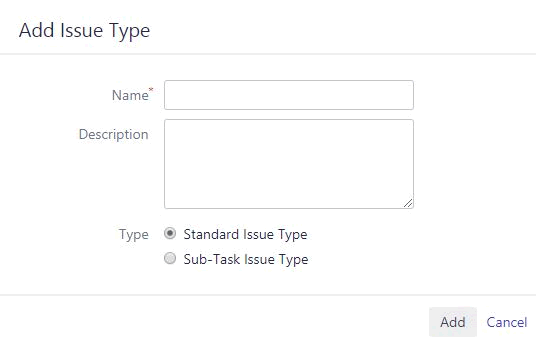 Add Issue Type
Name*
Description
Type Standard Issue Type
Sub-Task Issue Type
Add Cancel